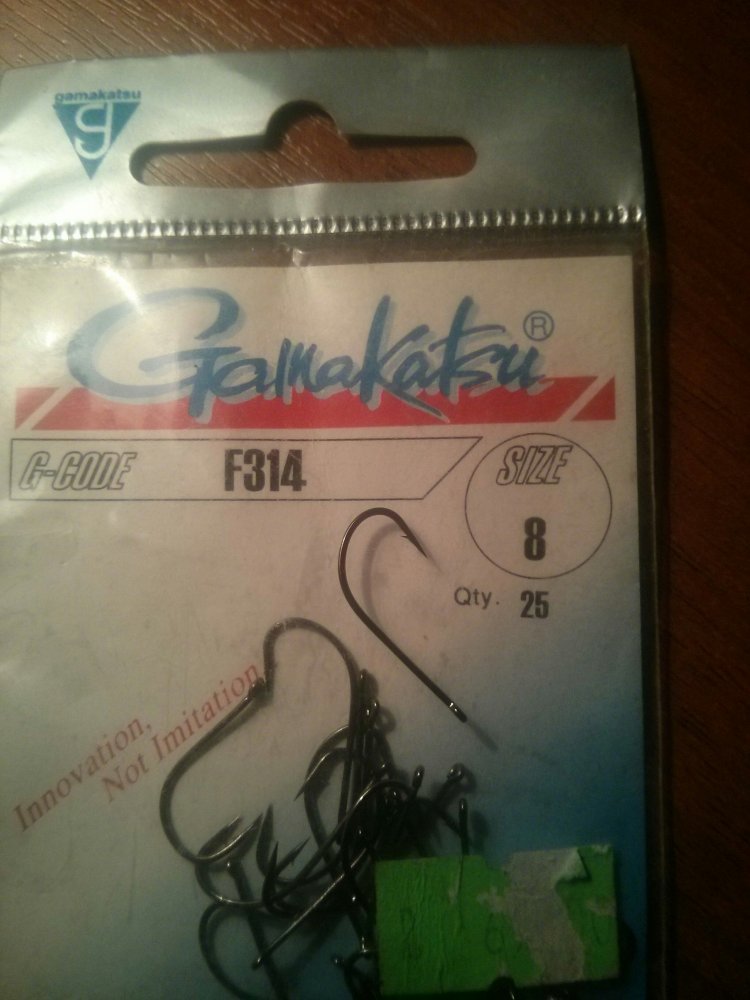 gamakatsu
g
Gamakatsu ®
G-CODE F314
SIZE
8
Qty. 25
Innovation,
Not Imitation